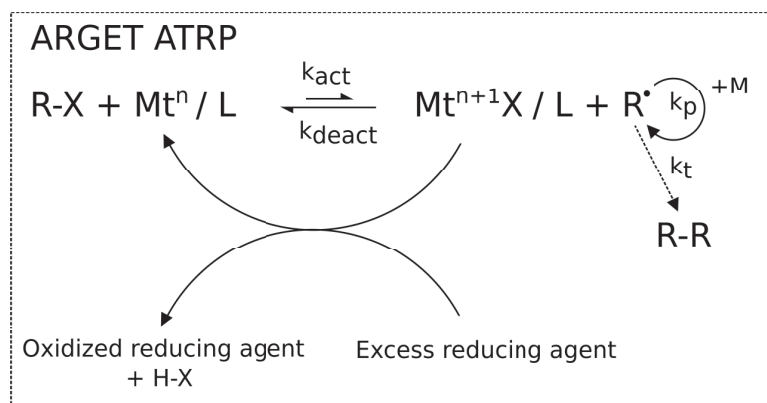 ARGET ATRP
R-X + Mtⁿ / L
kact
kdeact
Mtⁿ⁺¹X / L + R•
kp
+M
kt
R-R
Oxidized reducing agent
+ H-X
Excess reducing agent